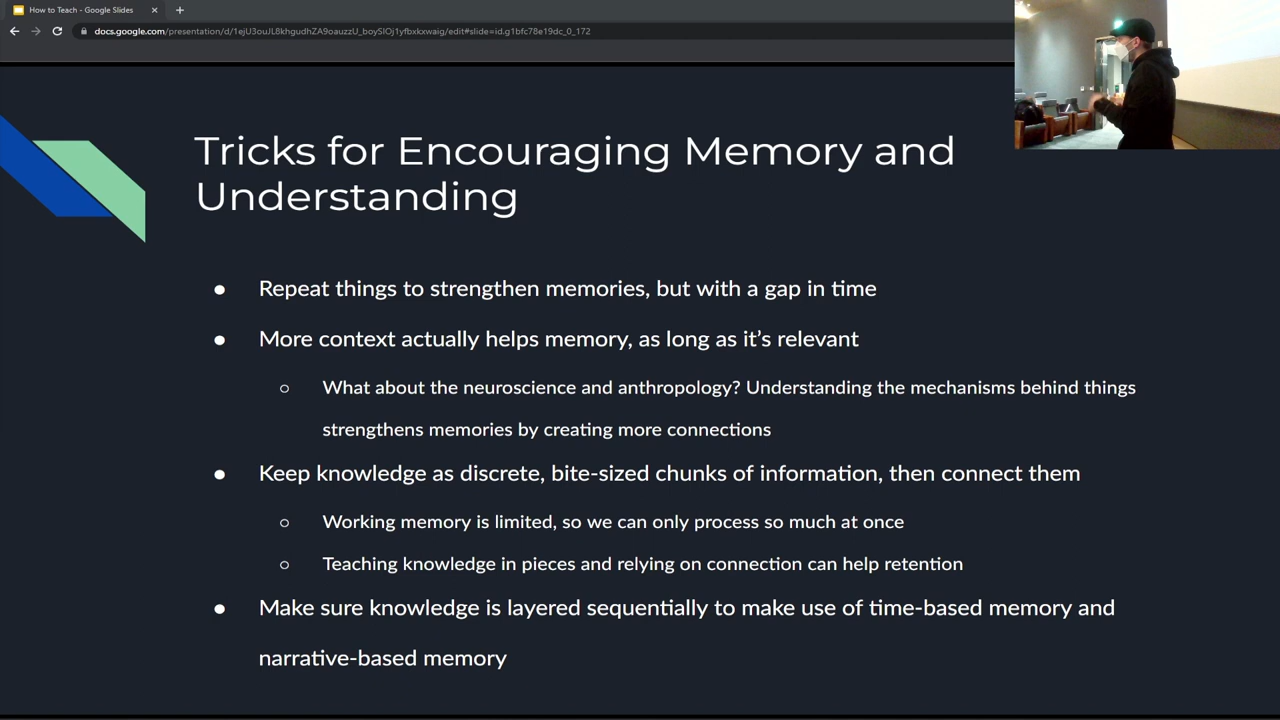 How to Teach - Google Slides
docs.google.com/presentation/d/1ejU3ouJL8khgudhZA9oauzzU_boySlOj1yfbxkxwaig/edit#slide=id.g1bfc78e19dc_0_172
Tricks for Encouraging Memory and
Understanding
● Repeat things to strengthen memories, but with a gap in time
● More context actually helps memory, as long as it’s relevant
○ What about the neuroscience and anthropology? Understanding the mechanisms behind things
strengthens memories by creating more connections
● Keep knowledge as discrete, bite-sized chunks of information, then connect them
○ Working memory is limited, so we can only process so much at once
○ Teaching knowledge in pieces and relying on connection can help retention
● Make sure knowledge is layered sequentially to make use of time-based memory and
narrative-based memory